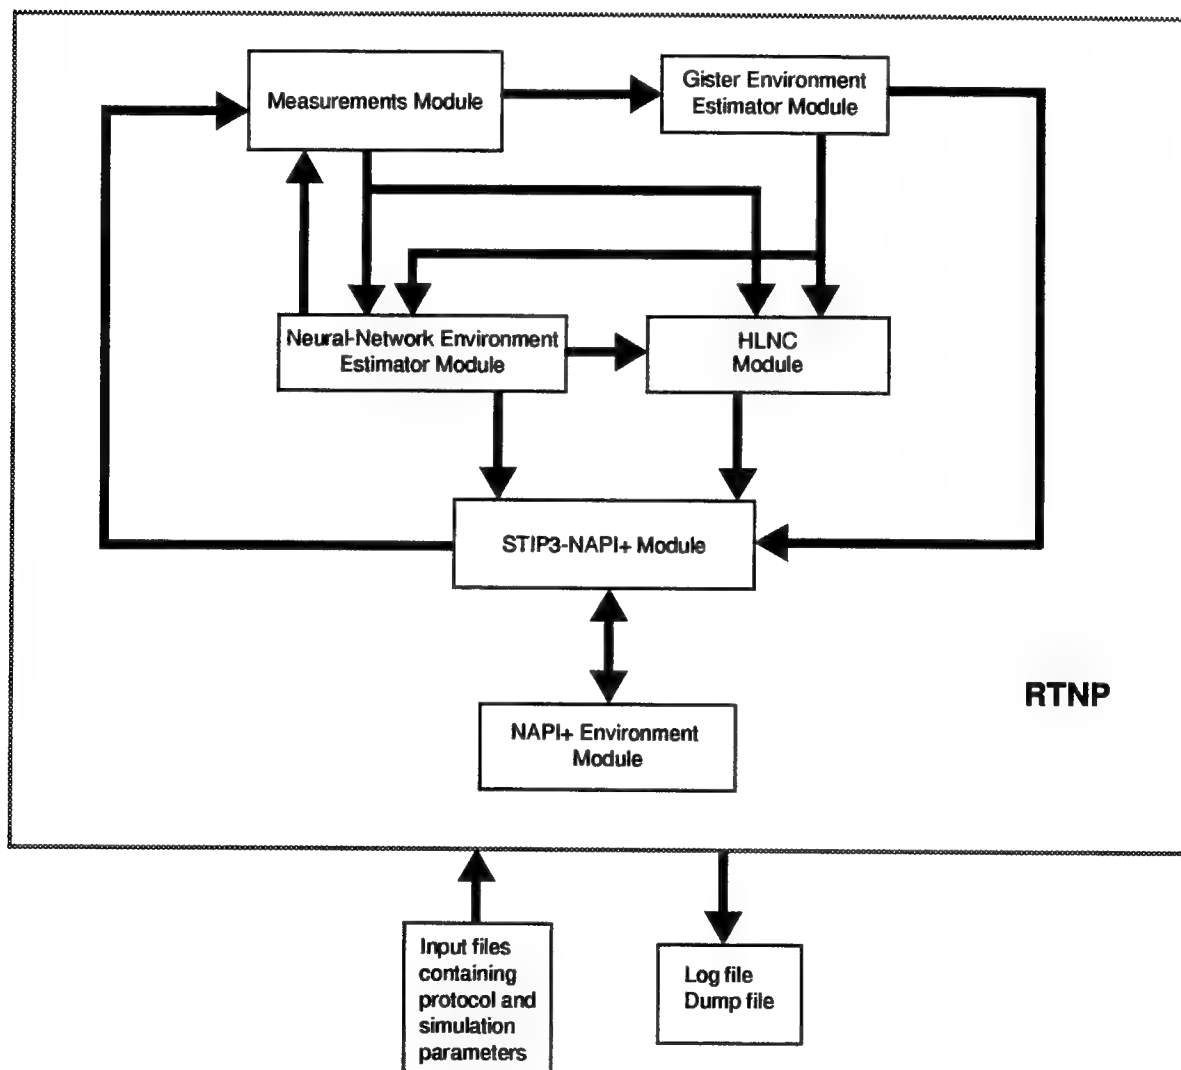 Measurements Module
Gister Environment
Estimator Module
Neural-Network Environment
Estimator Module
HLNC
Module
STIP3-NAPI+ Module
NAPI+ Environment
Module
RTNP
Input files
containing
protocol and
simulation
parameters
Log file
Dump file